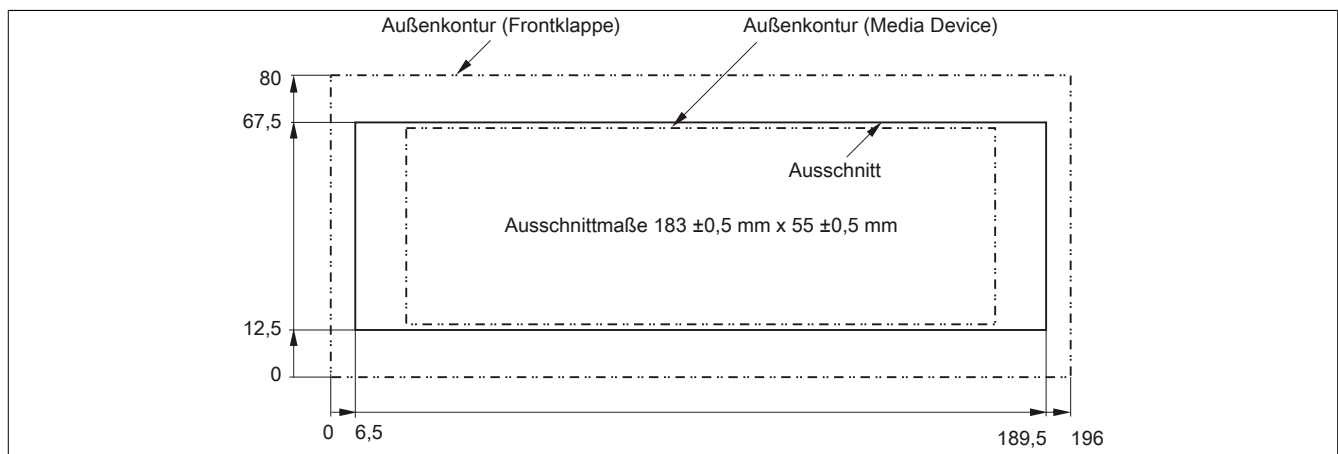 Außenkontur (Frontklappe)
Außenkontur (Media Device)
80
67,5
Ausschnitt
Ausschnittmaße 183 ±0,5 mm x 55 ±0,5 mm
12,5
0
0
6,5
189,5
196